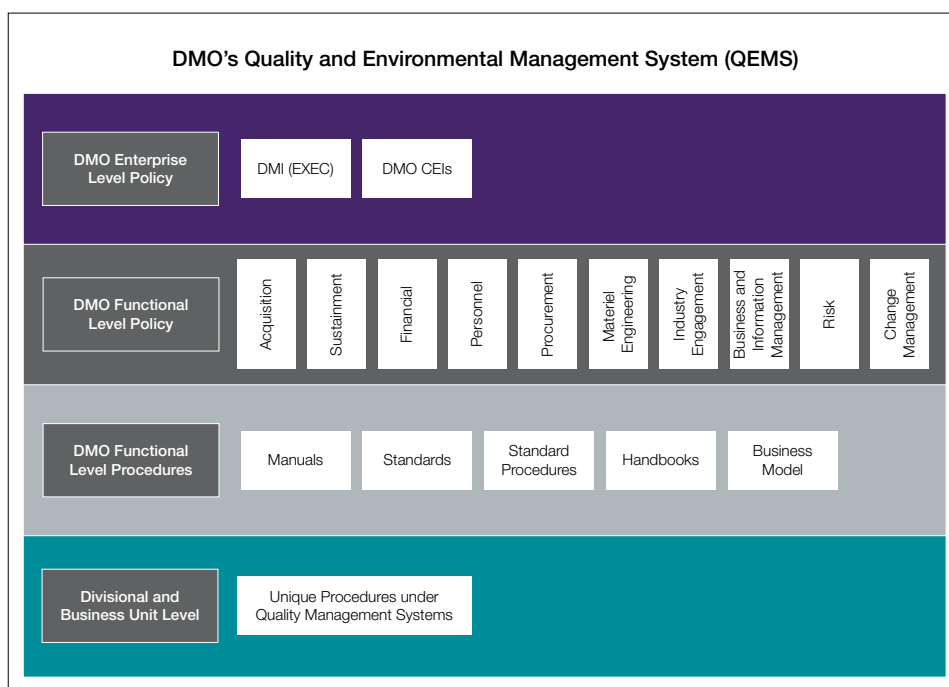 DMO’s Quality and Environmental Management System (QEMS)
DMO Enterprise
Level Policy
DMI (EXEC)
DMO CEIs
DMO Functional
Level Policy
Acquisition
Sustainment
Financial
Personnel
Procurement
Materiel
Engineering
Industry
Engagement
Business and
Information
Management
Risk
Change
Management
DMO Functional
Level Procedures
Manuals
Standards
Standard
Procedures
Handbooks
Business
Model
Divisional and
Business Unit Level
Unique Procedures under
Quality Management Systems